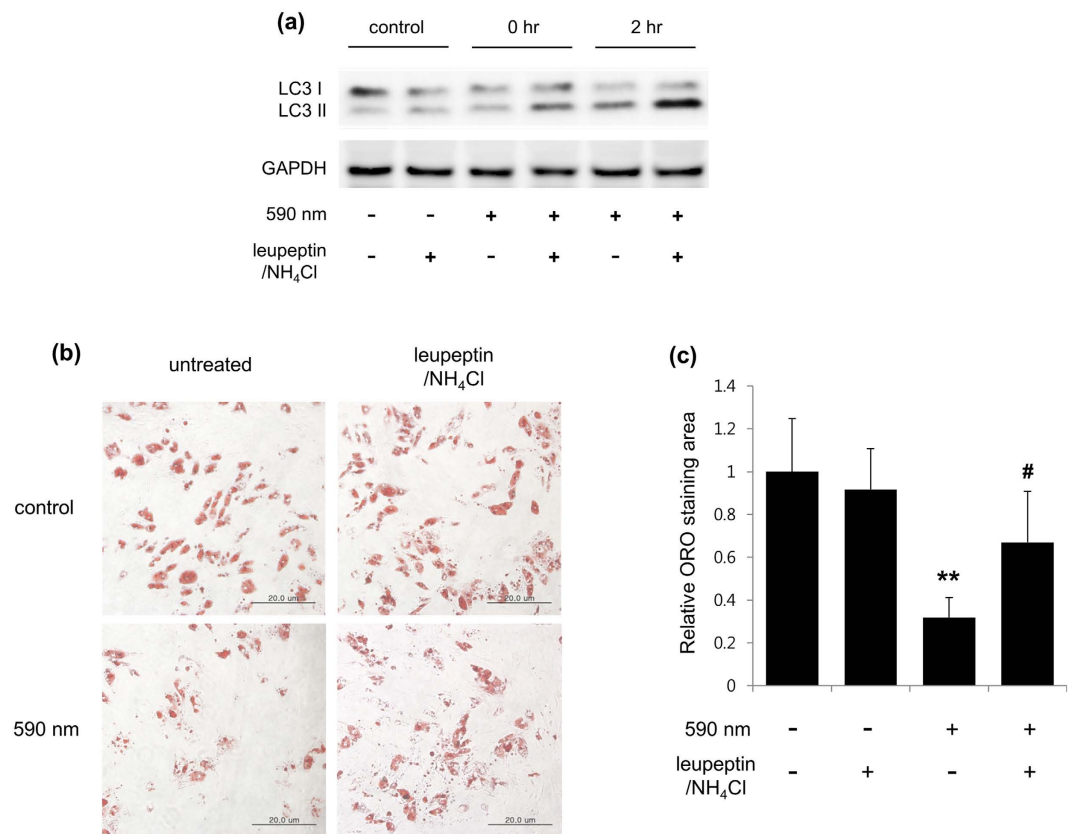 (a)
control 0 hr 2 hr
LC3 I
LC3 II
GAPDH
590 nm - - + + + +
leupeptin
/NH₄Cl - + - + - +
(b)
untreated leupeptin
/NH₄Cl
control
20.0 um 20.0 um
590 nm
20.0 um 20.0 um
(c)
Relative ORO staining area
1.4
1.2
1
0.8
0.6
0.4
0.2
0
**
#
590 nm - - + +
leupeptin
/NH₄Cl - + - +